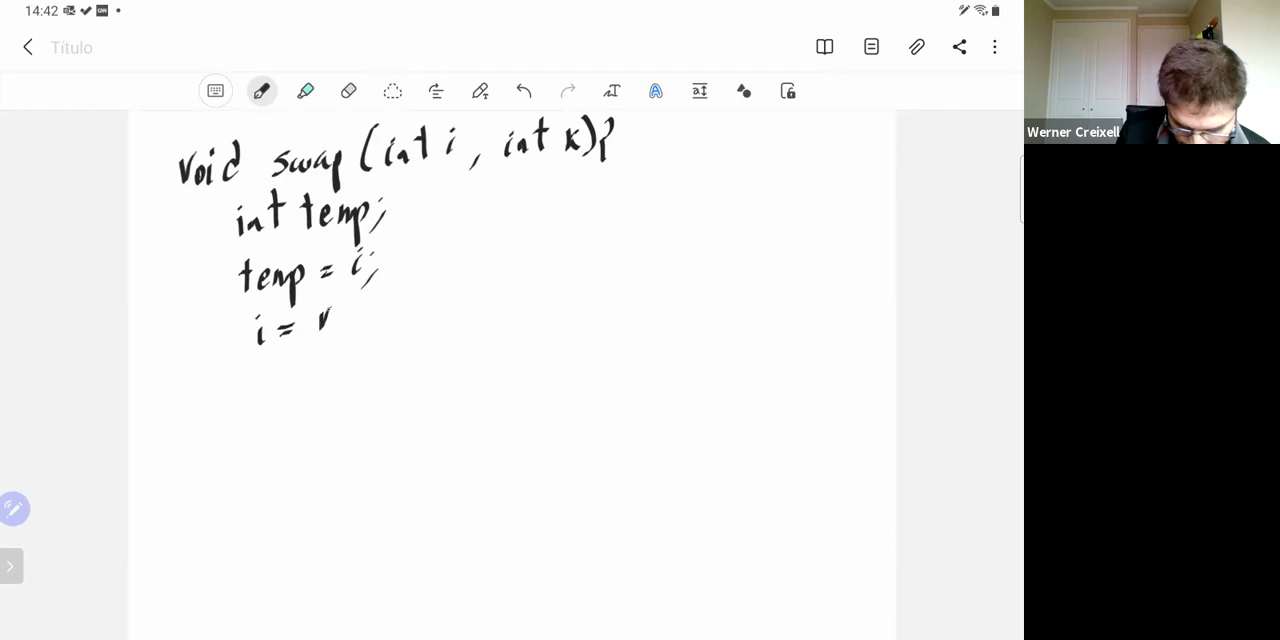 14:42
Título
Werner Creixell
void swap (int i, int k){
int temp;
temp = i;
i =